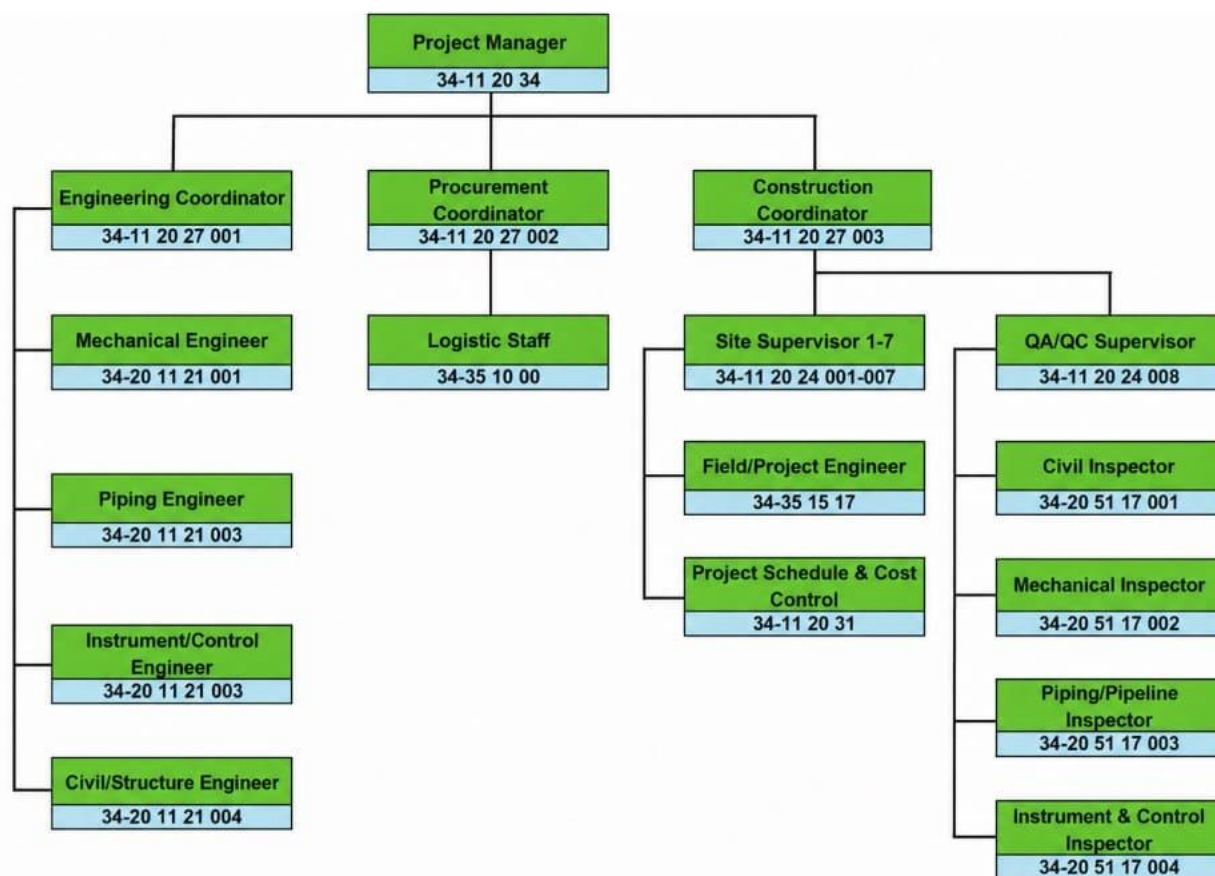 Project Manager
34-11 20 34
Engineering Coordinator
34-11 20 27 001
Procurement
Coordinator
34-11 20 27 002
Construction
Coordinator
34-11 20 27 003
Mechanical Engineer
34-20 11 21 001
Logistic Staff
34-35 10 00
Site Supervisor 1-7
34-11 20 24 001-007
QA/QC Supervisor
34-11 20 24 008
Piping Engineer
34-20 11 21 003
Field/Project Engineer
34-35 15 17
Civil Inspector
34-20 51 17 001
Instrument/Control
Engineer
34-20 11 21 003
Project Schedule & Cost
Control
34-11 20 31
Mechanical Inspector
34-20 51 17 002
Civil/Structure Engineer
34-20 11 21 004
Piping/Pipeline
Inspector
34-20 51 17 003
Instrument & Control
Inspector
34-20 51 17 004